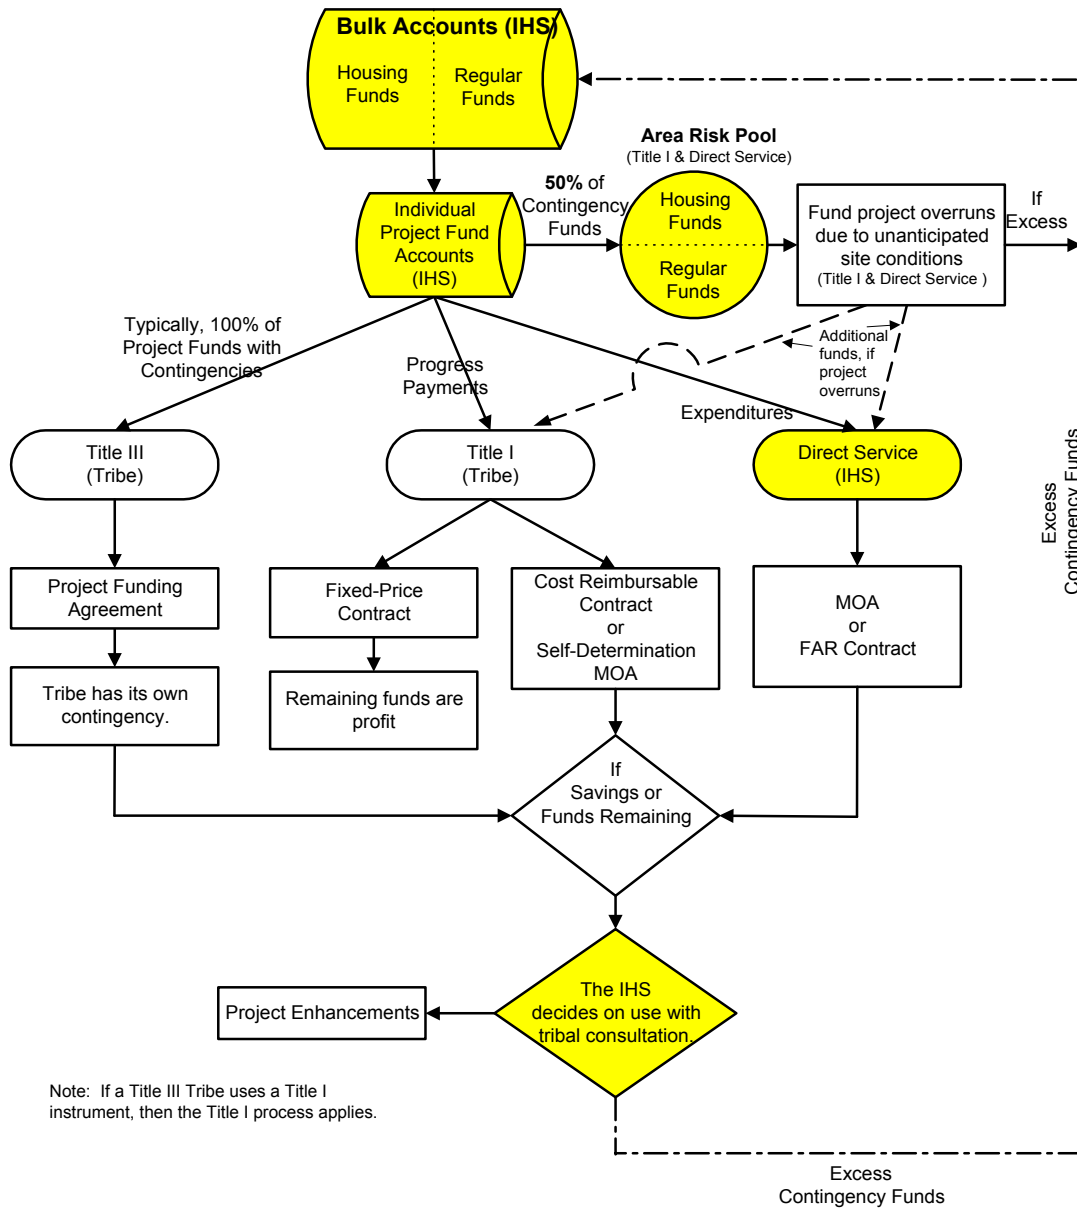 Bulk Accounts (IHS)
Housing
Funds
Regular
Funds
Area Risk Pool
(Title I & Direct Service)
Individual
Project Fund
Accounts
(IHS)
50% of
Contingency
Funds
Housing
Funds
Regular
Funds
Fund project overruns
due to unanticipated
site conditions
(Title I & Direct Service )
If
Excess
Typically, 100% of
Project Funds with
Contingencies
Progress
Payments
Expenditures
Additional
funds, if
project
overruns
Title III
(Tribe)
Title I
(Tribe)
Direct Service
(IHS)
Excess
Contingency Funds
Project Funding
Agreement
Fixed-Price
Contract
Cost Reimbursable
Contract
or
Self-Determination
MOA
MOA
or
FAR Contract
Tribe has its own
contingency.
Remaining funds are
profit
If
Savings or
Funds Remaining
The IHS
decides on use with
tribal consultation.
Project Enhancements
Note:  If a Title III Tribe uses a Title I
instrument, then the Title I process applies.
Excess
Contingency Funds